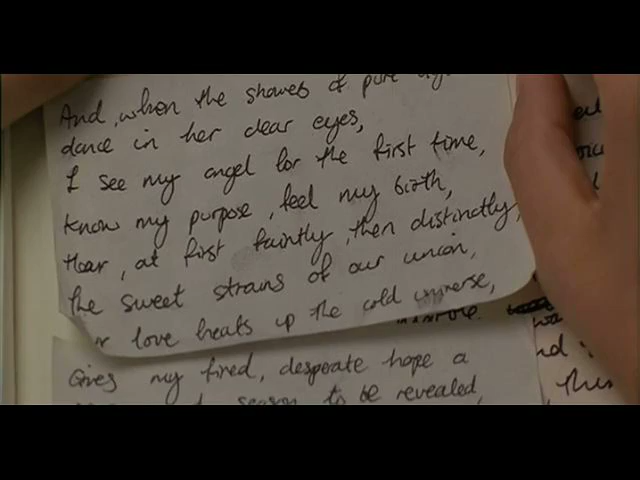 And, when the shawes of pure
dance in her clear eyes,
I see my angel for the first time,
Know my purpose, feel my birth,
Hear, at first faintly, then distinctly,
the sweet strains of our union,
love heats up the cold universe,
Gives my fired, desperate hope a
season to be revealed,